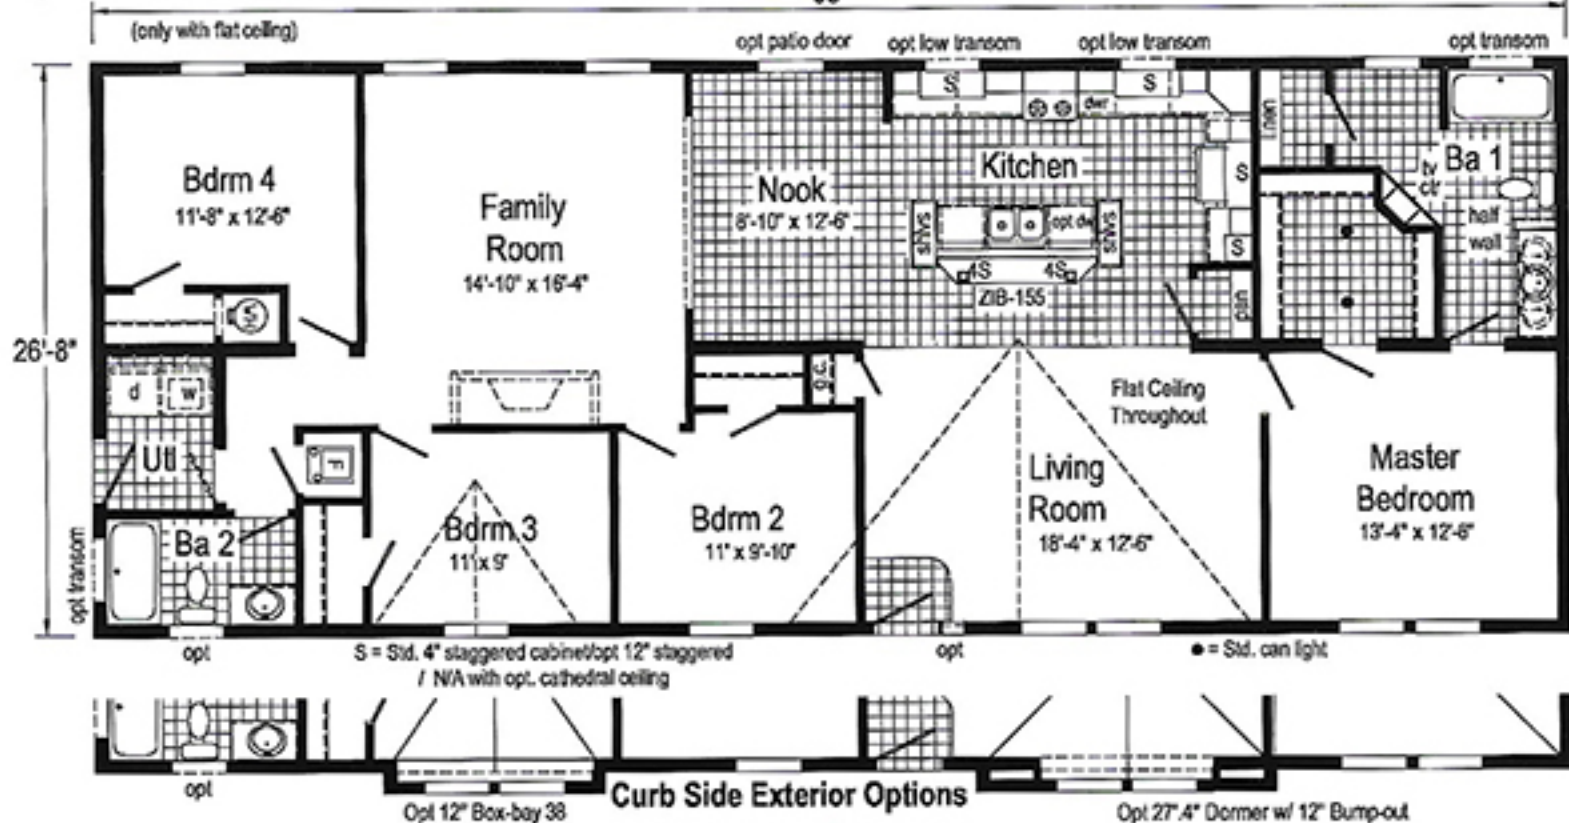 (only with flat ceiling)
opt patio door
opt low transom
opt low transom
opt transom
Bdrm 4
11'-8" x 12'-6"
Family
Room
14'-10" x 16'-4"
Nook
8'-10" x 12'-6"
Kitchen
S
S
dwr
S
S
Linen
Ba 1
tv
ctr
half
wall
shlvs
opt dw
shlvs
4S
4S
ZIB-155
pan
26'-8"
d
w
Utl
F
o.c.
Flat Ceiling
Throughout
Living
Room
18'-4" x 12'-6"
Master
Bedroom
13'-4" x 12'-6"
Bdrm 3
11' x 9'
Bdrm 2
11' x 9'-10"
Ba 2
opt transom
opt
S = Std. 4" staggered cabinet/opt 12" staggered
/ N/A with opt. cathedral ceiling
opt
● = Std. can light
opt
Opt 12" Box-bay 38
Curb Side Exterior Options
Opt 27'.4" Dormer w/ 12" Bump-out